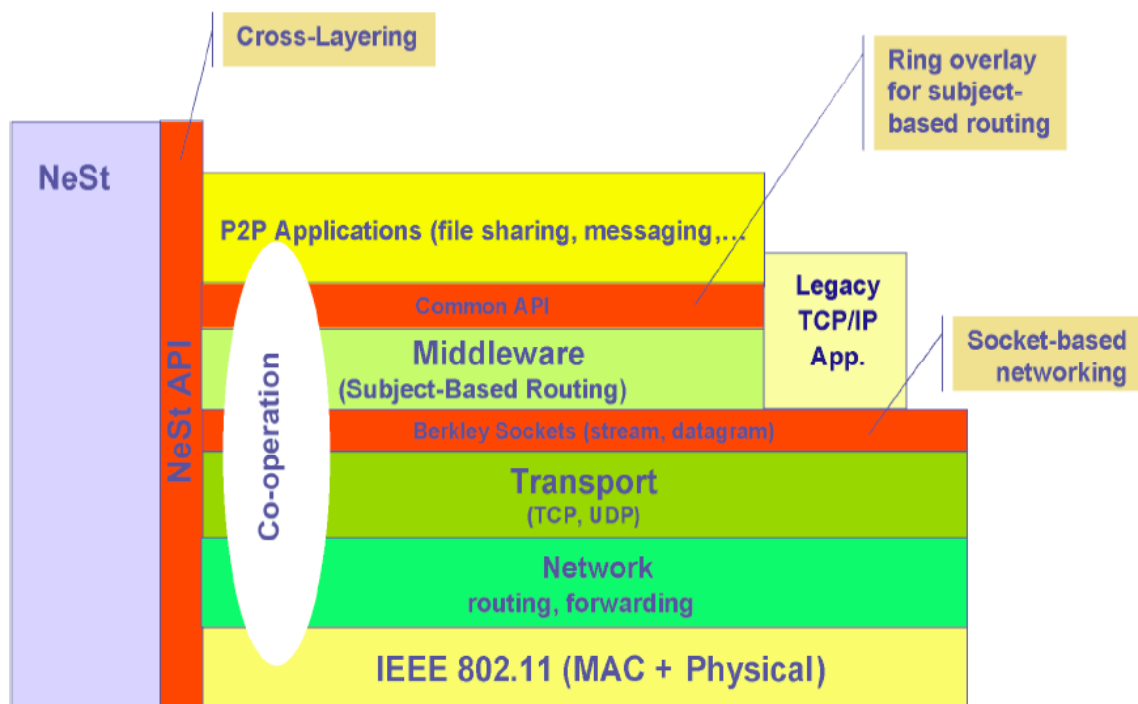 Cross-Layering
Ring overlay
for subject-
based routing
NeSt
P2P Applications (file sharing, messaging,...
Legacy
TCP/IP
App.
Common API
Middleware
(Subject-Based Routing)
Socket-based
networking
NeSt API
Co-operation
Berkley Sockets (stream, datagram)
Transport
(TCP, UDP)
Network
routing, forwarding
IEEE 802.11 (MAC + Physical)